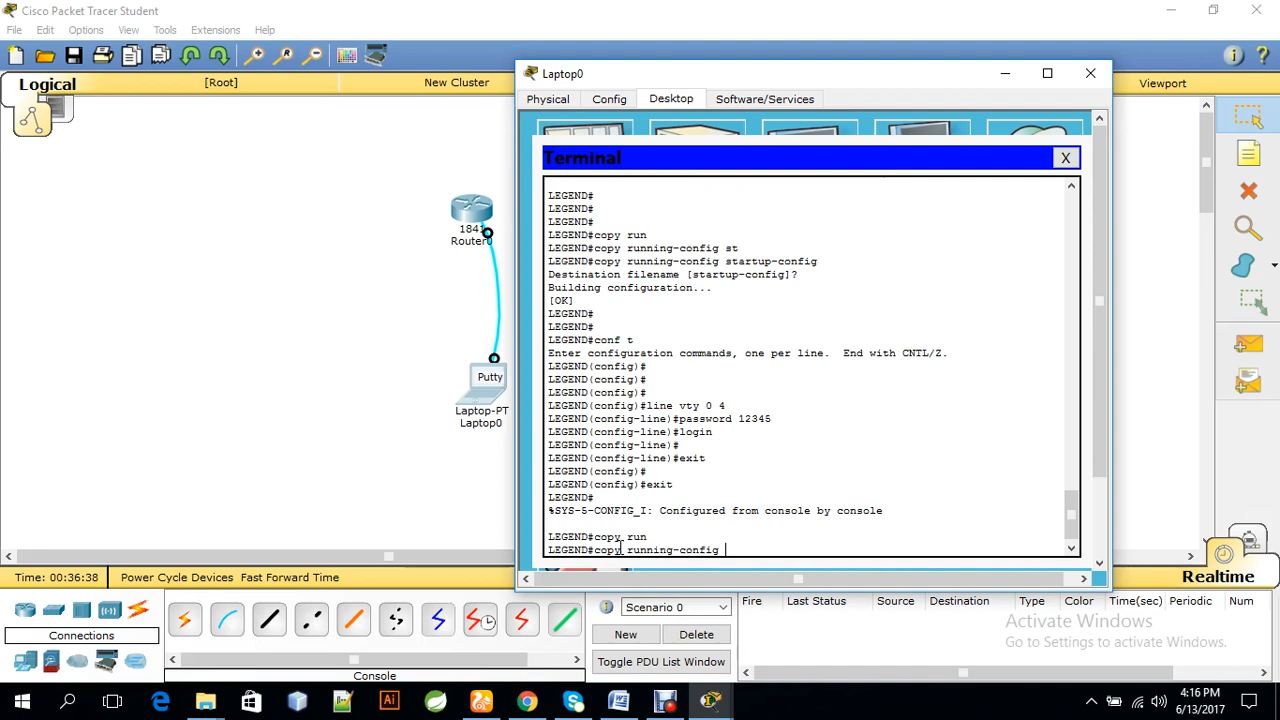 Cisco Packet Tracer Student
File Edit Options View Tools Extensions Help
Logical
[Root]
New Cluster
Viewport
Laptop0
Physical Config Desktop Software/Services
Terminal
X
LEGEND#
LEGEND#
LEGEND#
LEGEND#copy run
LEGEND#copy running-config st
LEGEND#copy running-config startup-config
Destination filename [startup-config]?
Building configuration...
[OK]
LEGEND#
LEGEND#
LEGEND#conf t
Enter configuration commands, one per line.  End with CNTL/Z.
LEGEND(config)#
LEGEND(config)#
LEGEND(config)#
LEGEND(config)#line vty 0 4
LEGEND(config-line)#password 12345
LEGEND(config-line)#login
LEGEND(config-line)#
LEGEND(config-line)#exit
LEGEND(config)#
LEGEND(config)#exit
LEGEND#
%SYS-5-CONFIG_I: Configured from console by console
LEGEND#copy run
LEGEND#copy running-config
1841
Router0
Putty
Laptop-PT
Laptop0
Time: 00:36:38 Power Cycle Devices Fast Forward Time
Realtime
Connections
Console
Scenario 0
New Delete
Toggle PDU List Window
Fire Last Status Source Destination Type Color Time(sec) Periodic Num
Activate Windows
Go to Settings to activate Windows.
4:16 PM
6/13/2017